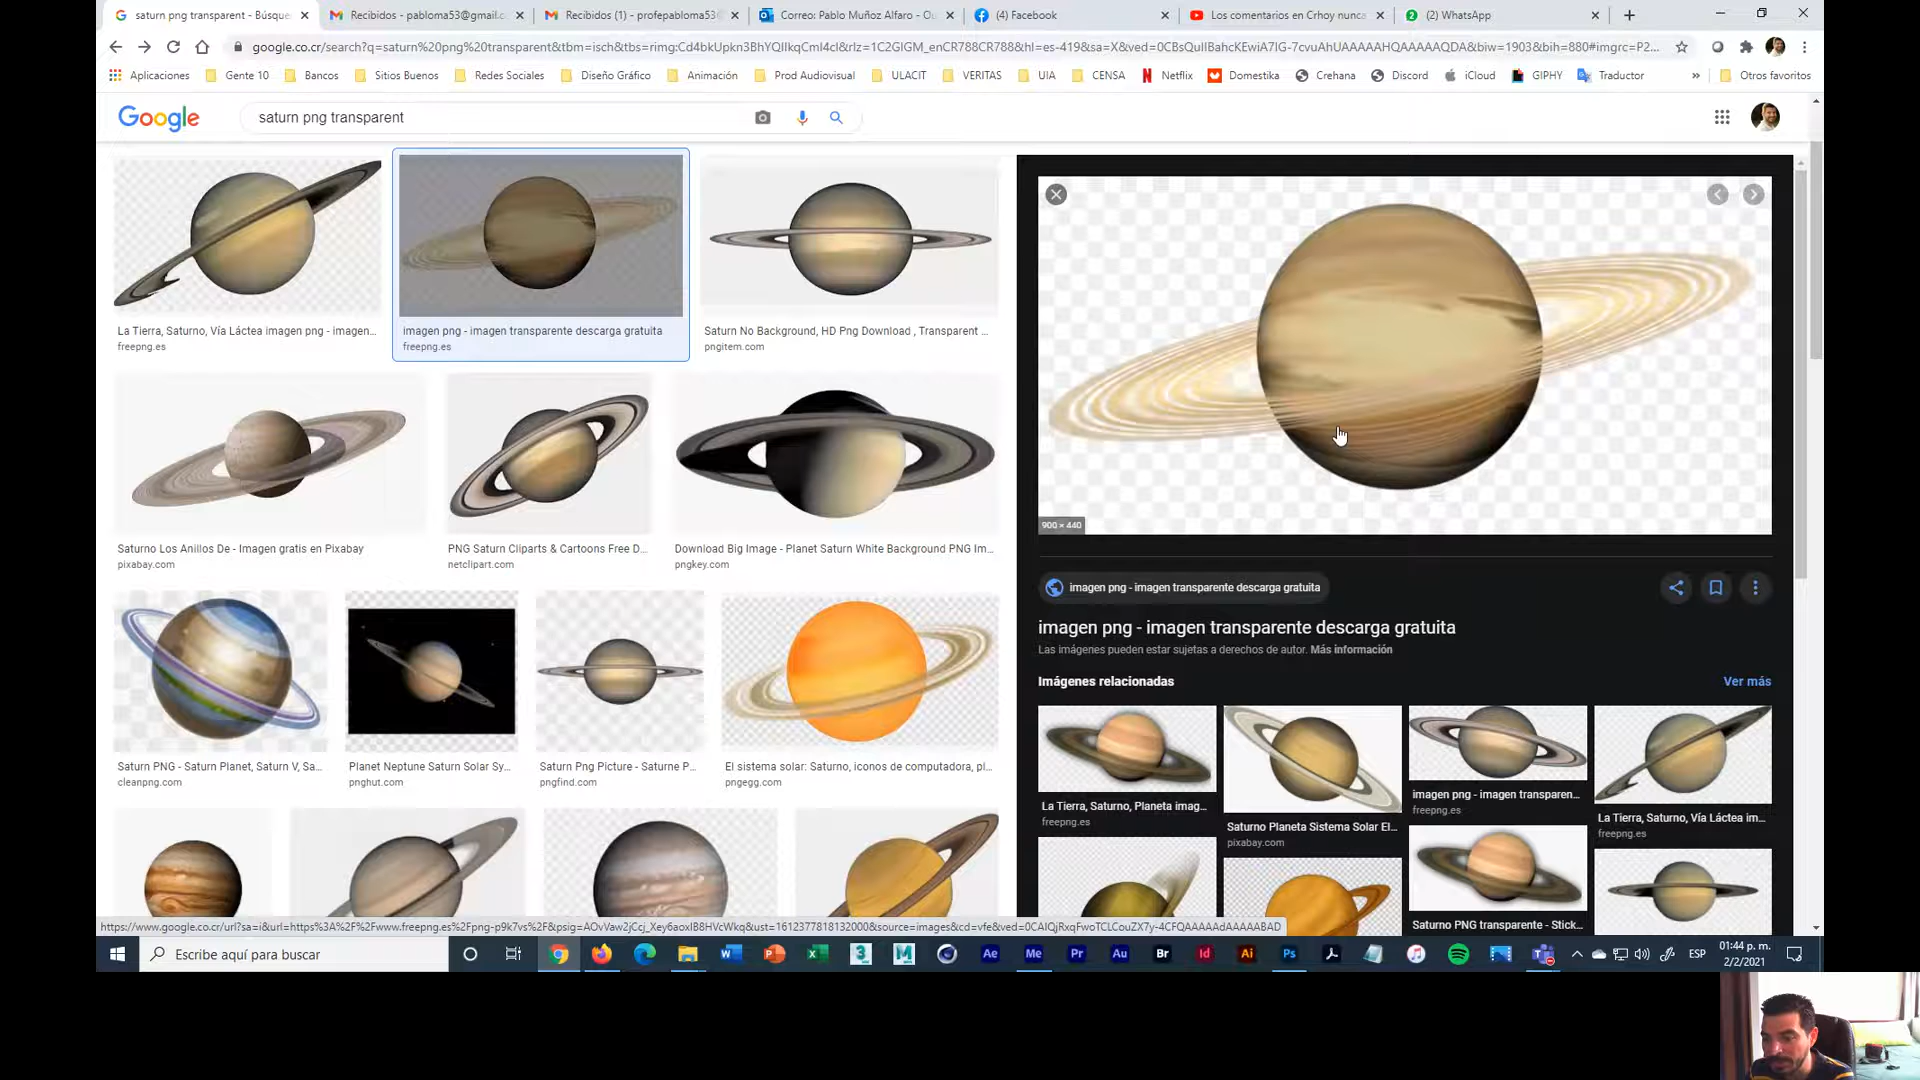 saturn png transparent - Búsque
Recibidos - pabloma53@gmail.c
Recibidos (1) - profepabloma53
Correo: Pablo Muñoz Alfaro - Ou
(4) Facebook
Los comentarios en Crhoy nunca
(2) WhatsApp
google.co.cr/search?q=saturn%20png%20transparent&tbm=isch&tbs=rimg:Cd4bkUpkn3BhYQIlkqCmI4cl&rlz=1C2GIGM_enCR788CR788&hl=es-419&sa=X&ved=0CBsQuIIBahcKEwiA7IG-7cvuAhUAAAAAHQAAAAAQDA&biw=1903&bih=880#imgrc=P2...
Aplicaciones Gente 10 Bancos Sitios Buenos Redes Sociales Diseño Gráfico Animación Prod Audiovisual ULACIT VERITAS UIA CENSA Netflix Domestika Crehana Discord iCloud GIPHY Traductor » Otros favoritos
Google
saturn png transparent
La Tierra, Saturno, Vía Láctea imagen png - imagen...
freepng.es
imagen png - imagen transparente descarga gratuita
freepng.es
Saturn No Background, HD Png Download , Transparent ...
pngitem.com
Saturno Los Anillos De - Imagen gratis en Pixabay
pixabay.com
PNG Saturn Cliparts & Cartoons Free D...
netclipart.com
Download Big Image - Planet Saturn White Background PNG Im...
pngkey.com
Saturn PNG - Saturn Planet, Saturn V, Sa...
cleanpng.com
Planet Neptune Saturn Solar Sy...
pnghut.com
Saturn Png Picture - Saturne P...
pngfind.com
El sistema solar: Saturno, iconos de computadora, pl...
pngegg.com
900 × 440
imagen png - imagen transparente descarga gratuita
imagen png - imagen transparente descarga gratuita
Las imágenes pueden estar sujetas a derechos de autor. Más información
Imágenes relacionadas
Ver más
La Tierra, Saturno, Planeta imag...
freepng.es
Saturno Planeta Sistema Solar El...
pixabay.com
imagen png - imagen transparen...
freepng.es
La Tierra, Saturno, Vía Láctea im...
freepng.es
Saturno PNG transparente - Stick...
https://www.google.co.cr/url?sa=i&url=https%3A%2F%2Fwww.freepng.es%2Fpng-p9k7vs%2F&psig=AOvVaw2jCcj_Xey6aoxIB8HVcWkq&ust=1612377818132000&source=images&cd=vfe&ved=0CAIQjRxqFwoTCLCouZX7y-4CFQAAAAAdAAAAABAD
Escribe aquí para buscar
Ae Me Pr Au Br Id Ai Ps
ESP
01:44 p. m.
2/2/2021